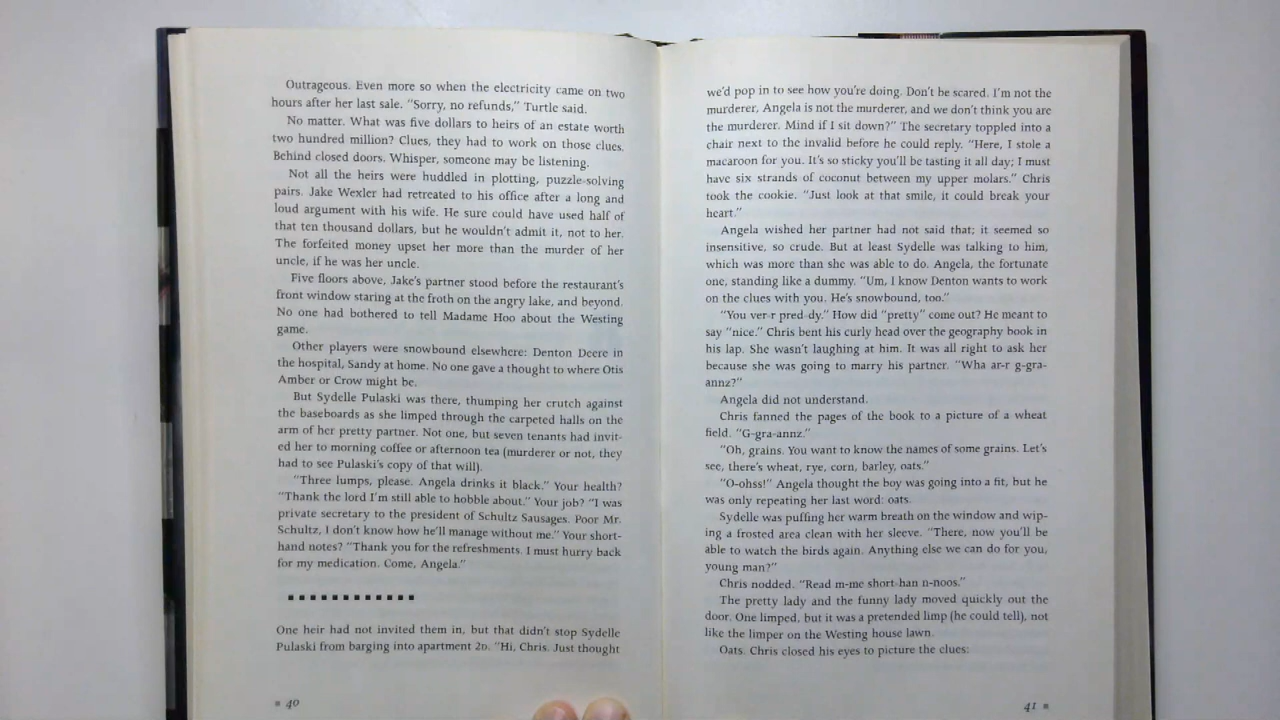 Outrageous. Even more so when the electricity came on two
hours after her last sale. "Sorry, no refunds," Turtle said.
No matter. What was five dollars to heirs of an estate worth
two hundred million? Clues, they had to work on those clues.
Behind closed doors. Whisper, someone may be listening.
Not all the heirs were huddled in plotting, puzzle-solving
pairs. Jake Wexler had retreated to his office after a long and
loud argument with his wife. He sure could have used half of
that ten thousand dollars, but he wouldn't admit it, not to her.
The forfeited money upset her more than the murder of her
uncle, if he was her uncle.
Five floors above, Jake's partner stood before the restaurant's
front window staring at the froth on the angry lake, and beyond.
No one had bothered to tell Madame Hoo about the Westing
game.
Other players were snowbound elsewhere: Denton Deere in
the hospital, Sandy at home. No one gave a thought to where Otis
Amber or Crow might be.
But Sydelle Pulaski was there, thumping her crutch against
the baseboards as she limped through the carpeted halls on the
arm of her pretty partner. Not one, but seven tenants had invit-
ed her to morning coffee or afternoon tea (murderer or not, they
had to see Pulaski's copy of that will).
"Three lumps, please. Angela drinks it black." Your health?
"Thank the lord I'm still able to hobble about." Your job? "I was
private secretary to the president of Schultz Sausages. Poor Mr.
Schultz, I don't know how he'll manage without me." Your short-
hand notes? "Thank you for the refreshments. I must hurry back
for my medication. Come, Angela."
One heir had not invited them in, but that didn't stop Sydelle
Pulaski from barging into apartment 2D. "Hi, Chris. Just thought
40
we'd pop in to see how you're doing. Don't be scared. I'm not the
murderer, Angela is not the murderer, and we don't think you are
the murderer. Mind if I sit down?" The secretary toppled into a
chair next to the invalid before he could reply. "Here, I stole a
macaroon for you. It's so sticky you'll be tasting it all day; I must
have six strands of coconut between my upper molars." Chris
took the cookie. "Just look at that smile, it could break your
heart."
Angela wished her partner had not said that; it seemed so
insensitive, so crude. But at least Sydelle was talking to him,
which was more than she was able to do. Angela, the fortunate
one, standing like a dummy. "Um, I know Denton wants to work
on the clues with you. He's snowbound, too."
"You ver-r pred-dy." How did "pretty" come out? He meant to
say "nice." Chris bent his curly head over the geography book in
his lap. She wasn't laughing at him. It was all right to ask her
because she was going to marry his partner. "Wha ar-r g-gra-
annz?"
Angela did not understand.
Chris fanned the pages of the book to a picture of a wheat
field. "G-gra-annz."
"Oh, grains. You want to know the names of some grains. Let's
see, there's wheat, rye, corn, barley, oats."
"O-ohss!" Angela thought the boy was going into a fit, but he
was only repeating her last word: oats.
Sydelle was puffing her warm breath on the window and wip-
ing a frosted area clean with her sleeve. "There, now you'll be
able to watch the birds again. Anything else we can do for you,
young man?"
Chris nodded. "Read m-me short-han n-noos."
The pretty lady and the funny lady moved quickly out the
door. One limped, but it was a pretended limp (he could tell), not
like the limper on the Westing house lawn.
Oats. Chris closed his eyes to picture the clues:
41